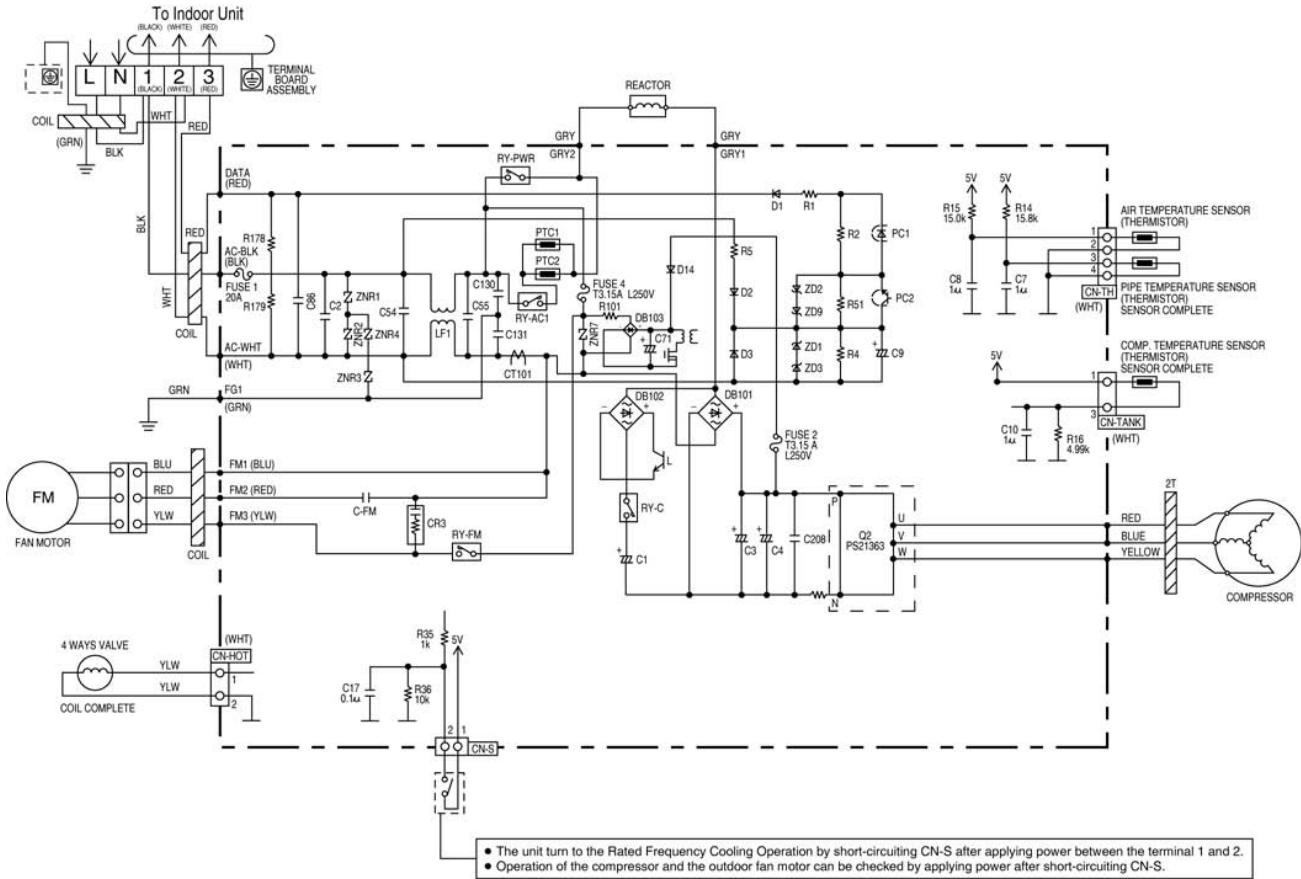 To Indoor Unit
(BLACK) (WHITE) (RED)
L N 1 2 3
(BLACK) (WHITE) (RED)
TERMINAL
BOARD
ASSEMBLY
COIL
WHT
RED
(GRN)
BLK
REACTOR
GRY
GRY
GRY2
GRY1
RY-PWR
DATA
(RED)
BLK
RED
WHT
COIL
R178
AC-BLK
(BLK)
FUSE 1
20A
R179
C86
C2
ZNR1
ZNR2
ZNR4
ZNR3
C54
LF1
C55
C130
C131
PTC1
PTC2
RY-AC1
CT101
FUSE 4
T3.15A L250V
R101
DB103
ZNR7
C71
D14
R5
D2
D3
D1
R1
R2
PC1
ZD2
ZD9
R51
PC2
ZD1
ZD3
R4
C9
AC-WHT
(WHT)
GRN
FG1
(GRN)
5V
5V
R15
15.0k
R14
15.8k
C8
1µ
C7
1µ
1
2
3
4
CN-TH
(WHT)
AIR TEMPERATURE SENSOR
(THERMISTOR)
PIPE TEMPERATURE SENSOR
(THERMISTOR)
SENSOR COMPLETE
COMP. TEMPERATURE SENSOR
(THERMISTOR)
SENSOR COMPLETE
5V
1
3
CN-TANK
(WHT)
C10
1µ
R16
4.99k
DB102
- +
DB101
- +
L
FUSE 2
T3.15 A
L250V
RY-C
C1
C3
C4
C208
P
Q2
PS21363
N
U
V
W
2T
RED
BLUE
YELLOW
COMPRESSOR
FM
FAN MOTOR
BLU
RED
YLW
COIL
FM1 (BLU)
FM2 (RED)
FM3 (YLW)
C-FM
CR3
RY-FM
4 WAYS VALVE
YLW
YLW
COIL COMPLETE
(WHT)
CN-HOT
1
2
R35
1k
5V
C17
0.1µ
R36
10k
2 1
CN-S
• The unit turn to the Rated Frequency Cooling Operation by short-circuiting CN-S after applying power between the terminal 1 and 2.
• Operation of the compressor and the outdoor fan motor can be checked by applying power after short-circuiting CN-S.